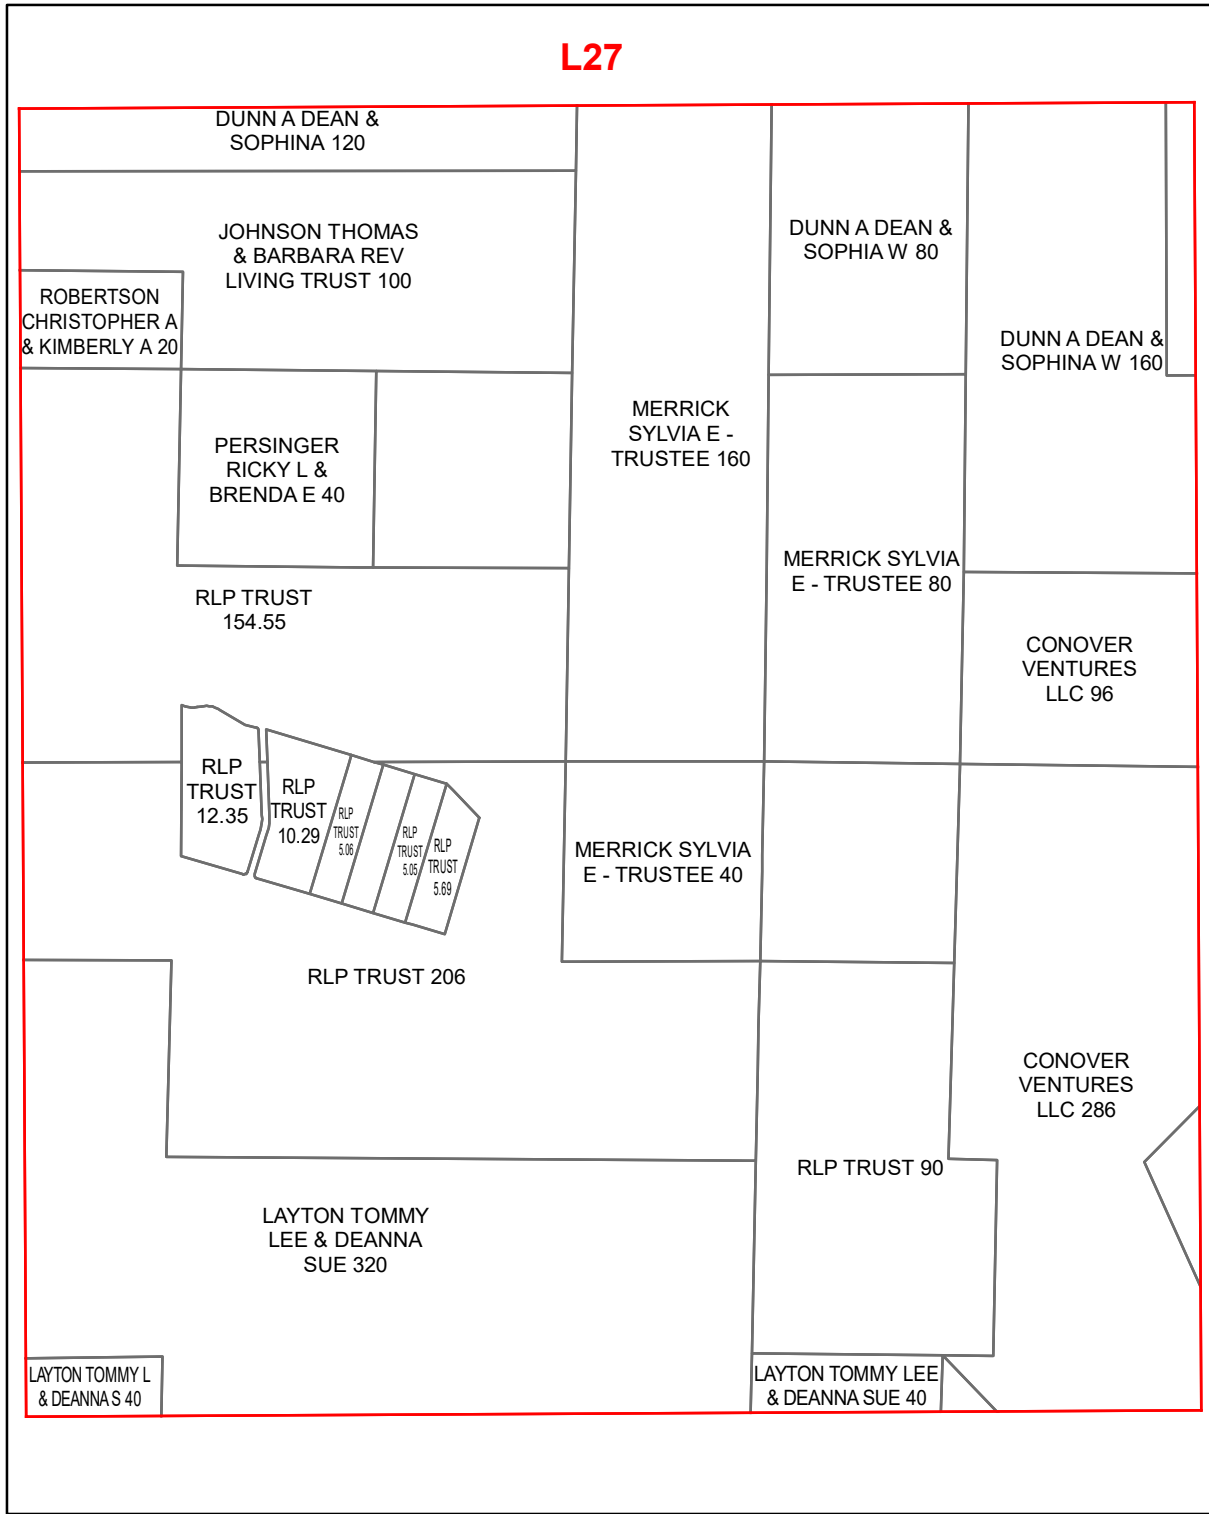 L27
DUNN A DEAN &
SOPHINA 120
JOHNSON THOMAS
& BARBARA REV
LIVING TRUST 100
DUNN A DEAN &
SOPHIA W 80
ROBERTSON
CHRISTOPHER A
& KIMBERLY A 20
DUNN A DEAN &
SOPHINA W 160
MERRICK
SYLVIA E -
TRUSTEE 160
PERSINGER
RICKY L &
BRENDA E 40
MERRICK SYLVIA
E - TRUSTEE 80
RLP TRUST
154.55
CONOVER
VENTURES
LLC 96
RLP
TRUST
12.35
RLP
TRUST
10.29
RLP
TRUST
5.06
RLP
TRUST
5.05
RLP
TRUST
5.69
MERRICK SYLVIA
E - TRUSTEE 40
RLP TRUST 206
CONOVER
VENTURES
LLC 286
RLP TRUST 90
LAYTON TOMMY
LEE & DEANNA
SUE 320
LAYTON TOMMY L
& DEANNA S 40
LAYTON TOMMY LEE
& DEANNA SUE 40